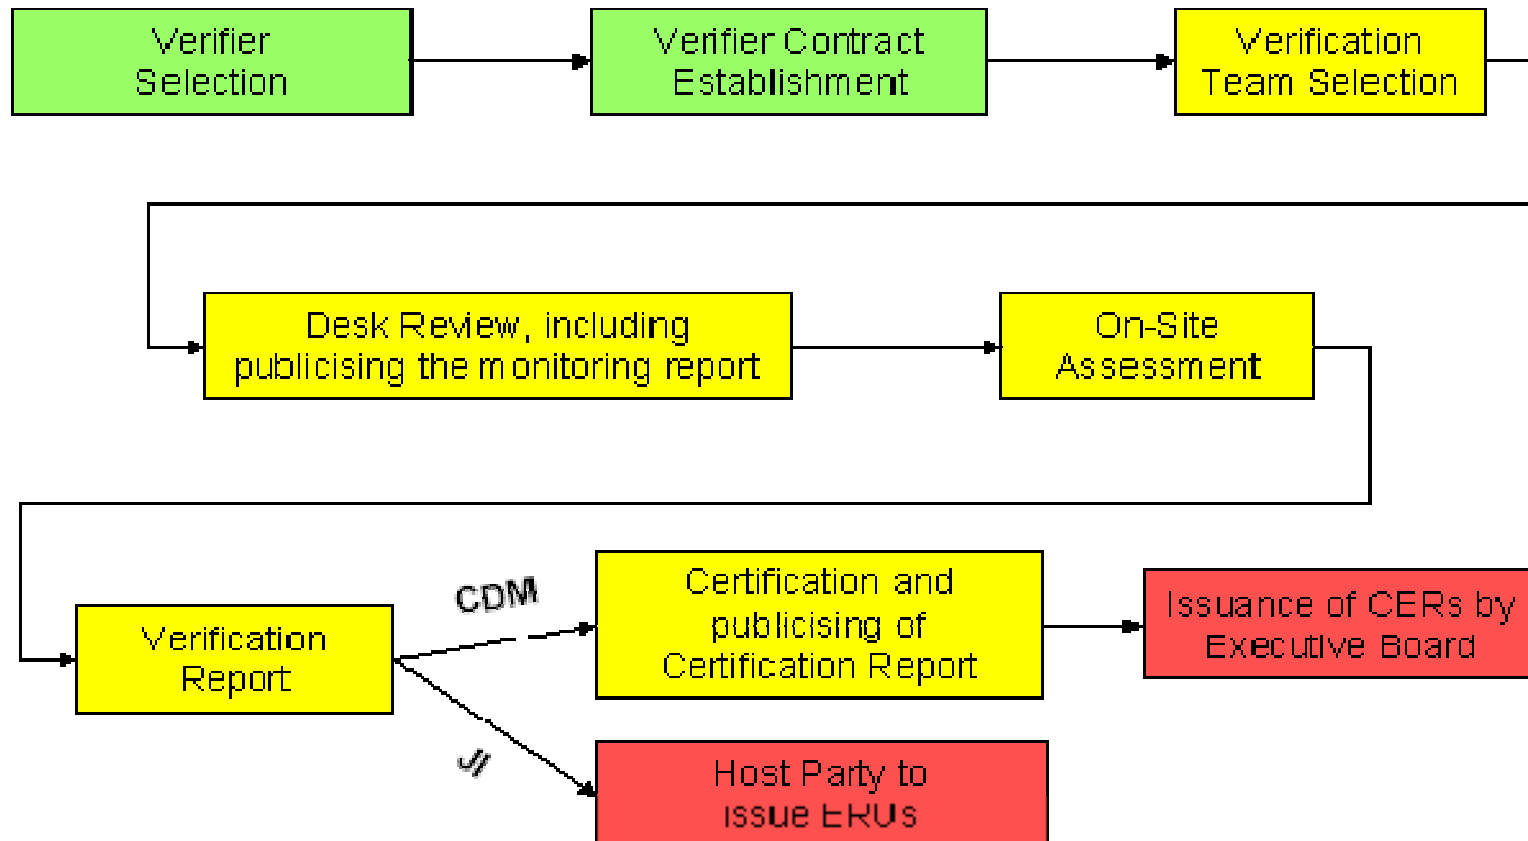 Verifier
Selection
Verifier Contract
Establishment
Verification
Team Selection
Desk Review, including
publicising the monitoring report
On-Site
Assessment
CDM
Verification
Report
Certification and
publicising of
Certification Report
Issuance of CERs by
Executive Board
JI
Host Party to
issue ERUs